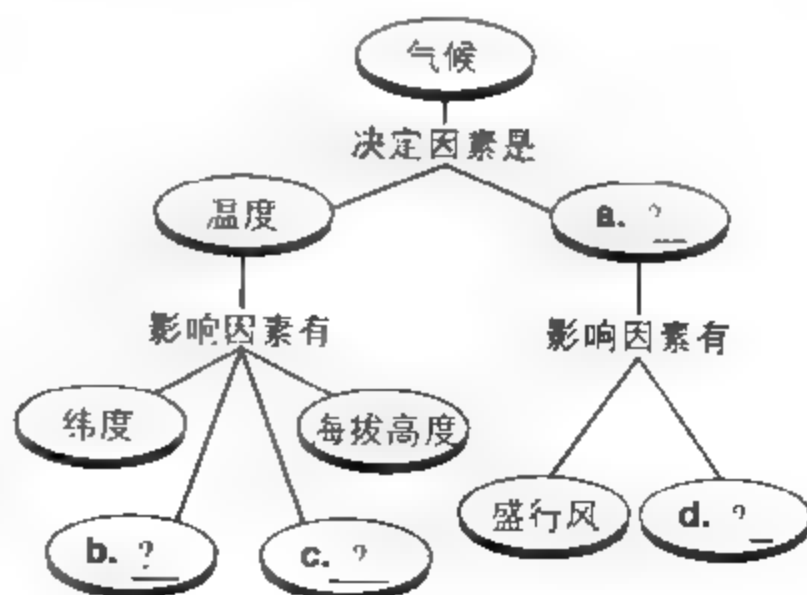 气候
决定因素是
温度
a. ?
影响因素有
影响因素有
纬度
海拔高度
盛行风
d. ?
b. ?
c. ?